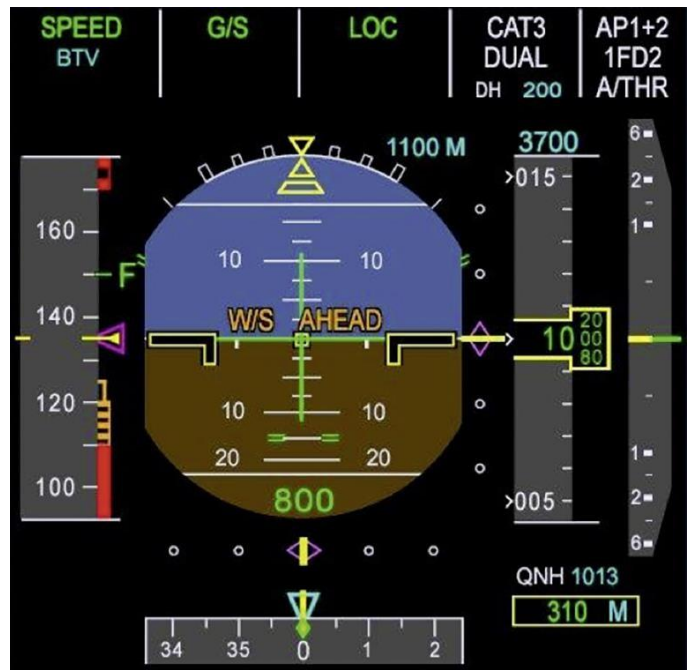 SPEED G/S LOC CAT3 AP1+2
BTV DUAL 1FD2
DH 200 A/THR
1100 M 3700
6
015
2
160 10 10 1
F
140 W/S AHEAD 10 20
00
80
120
10 10
20 20 1
100 800 005 2
6
QNH 1013
310 M
34 35 0 1 2